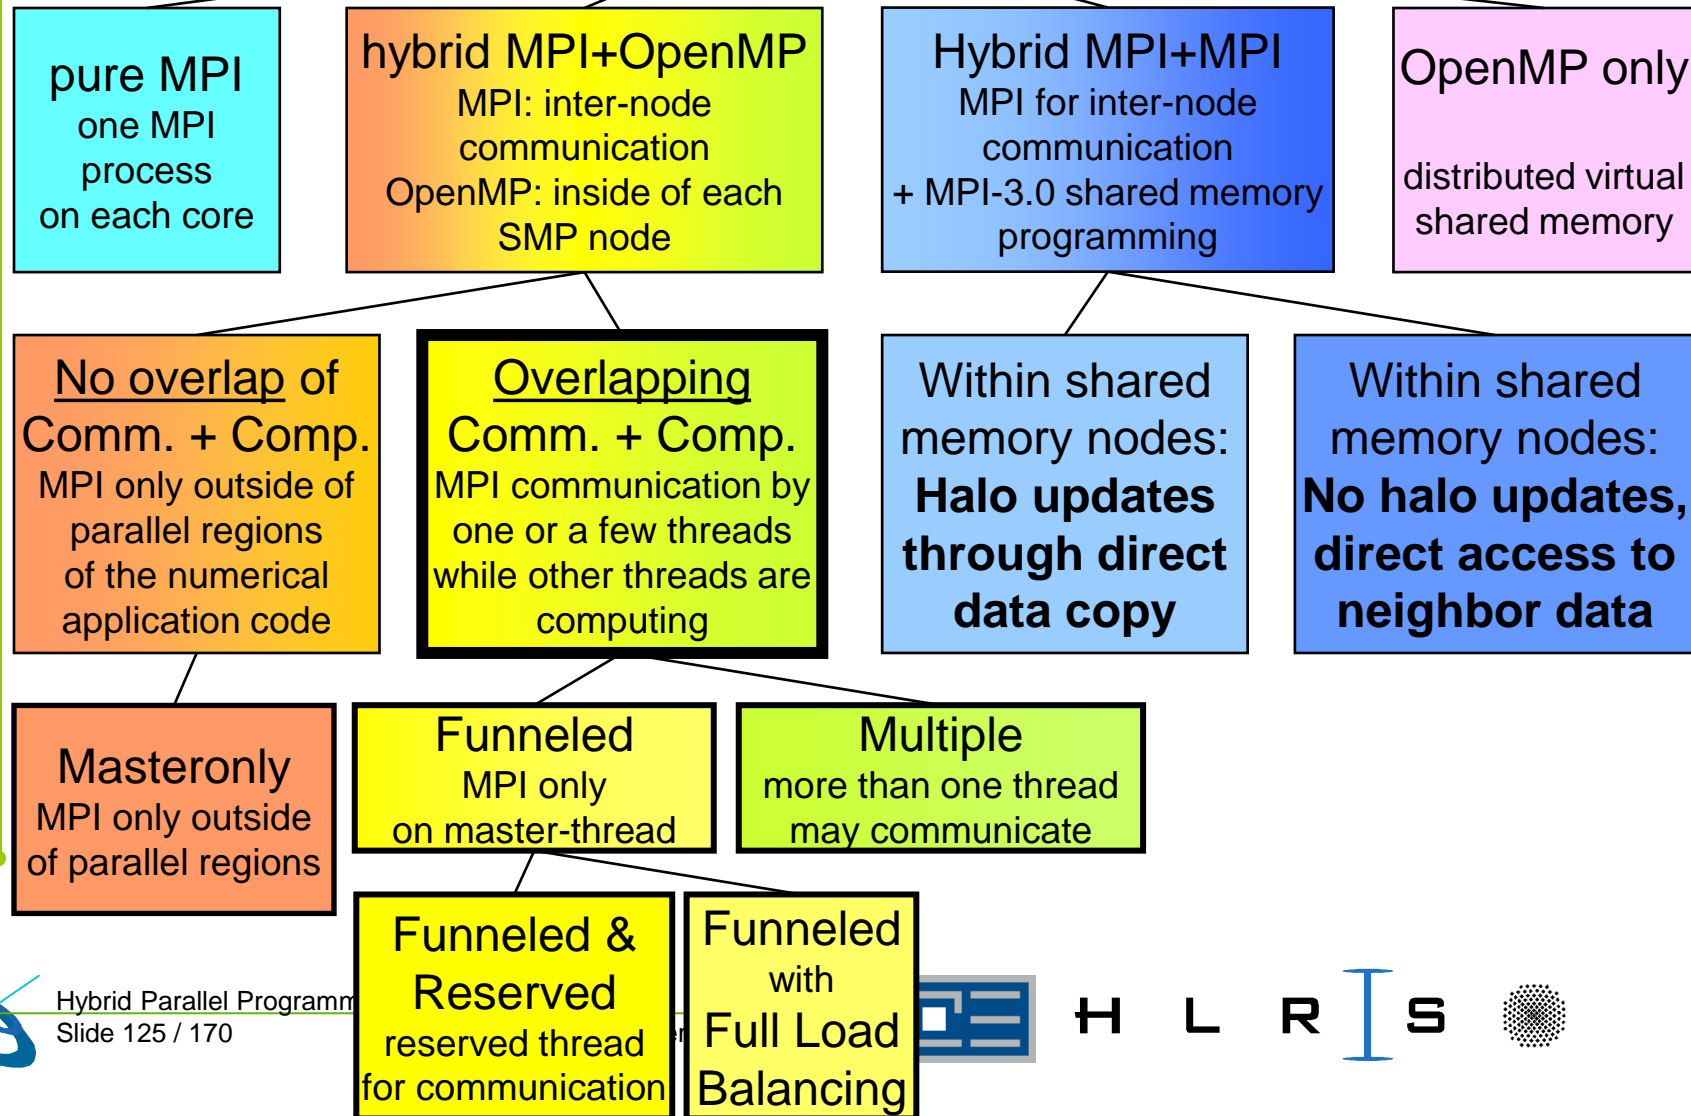 pure MPI
one MPI
process
on each core
hybrid MPI+OpenMP
MPI: inter-node
communication
OpenMP: inside of each
SMP node
Hybrid MPI+MPI
MPI for inter-node
communication
+ MPI-3.0 shared memory
programming
OpenMP only
distributed virtual
shared memory
No overlap of
Comm. + Comp.
MPI only outside of
parallel regions
of the numerical
application code
Overlapping
Comm. + Comp.
MPI communication by
one or a few threads
while other threads are
computing
Within shared
memory nodes:
Halo updates
through direct
data copy
Within shared
memory nodes:
No halo updates,
direct access to
neighbor data
Masteronly
MPI only outside
of parallel regions
Funneled
MPI only
on master-thread
Multiple
more than one thread
may communicate
Funneled &
Reserved
reserved thread
for communication
Funneled
with
Full Load
Balancing
Hybrid Parallel Programm
Slide 125 / 170
H L R I S